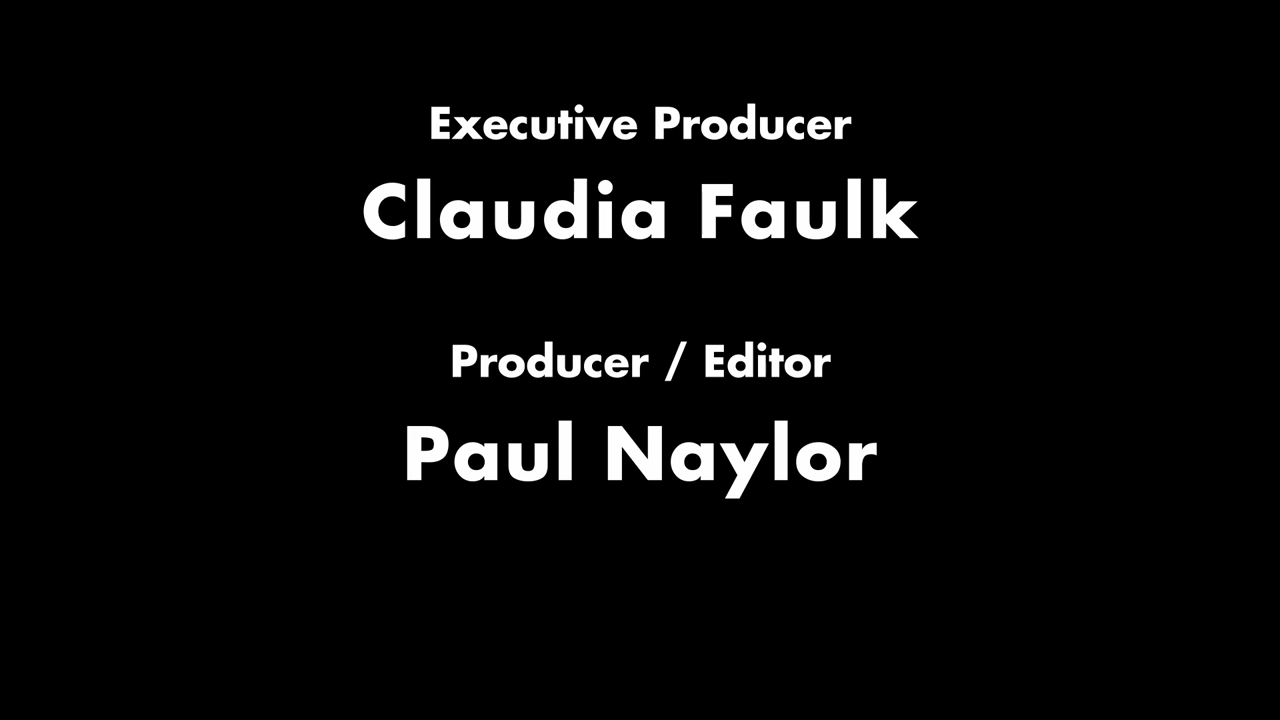 Executive Producer
Claudia Faulk
Producer / Editor
Paul Naylor